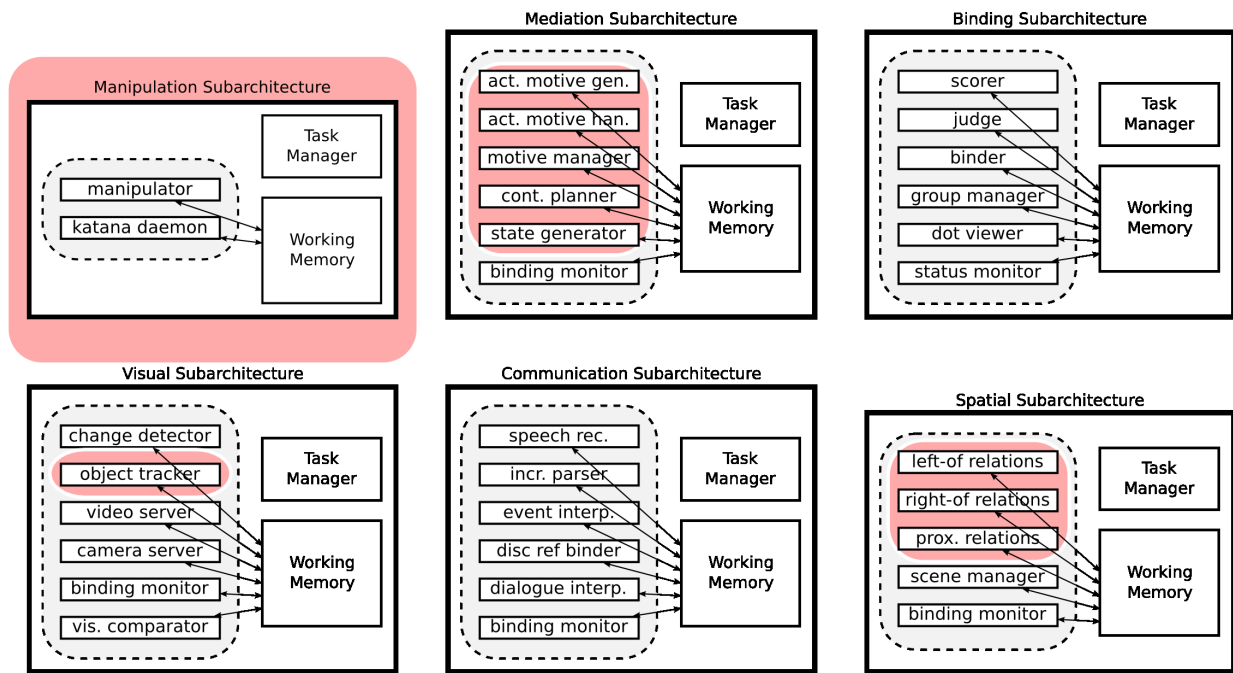 Manipulation Subarchitecture
manipulator
katana daemon
Task
Manager
Working
Memory
Mediation Subarchitecture
act. motive gen.
act. motive han.
motive manager
cont. planner
state generator
binding monitor
Task
Manager
Working
Memory
Binding Subarchitecture
scorer
judge
binder
group manager
dot viewer
status monitor
Task
Manager
Working
Memory
Visual Subarchitecture
change detector
object tracker
video server
camera server
binding monitor
vis. comparator
Task
Manager
Working
Memory
Communication Subarchitecture
speech rec.
incr. parser
event interp.
disc ref binder
dialogue interp.
binding monitor
Task
Manager
Working
Memory
Spatial Subarchitecture
left-of relations
right-of relations
prox. relations
scene manager
binding monitor
Task
Manager
Working
Memory